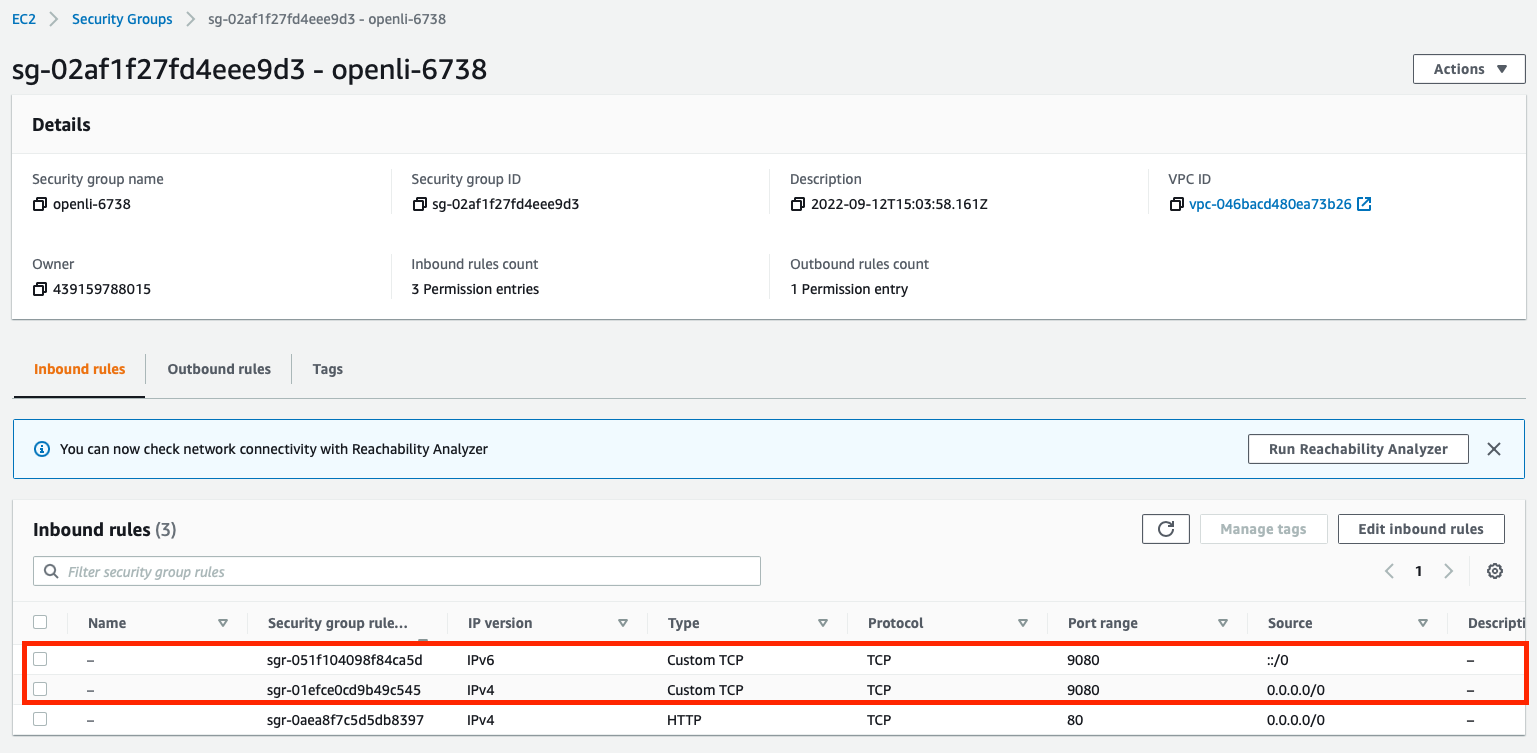 EC2 > Security Groups > sg-02af1f27fd4eee9d3 - openli-6738
sg-02af1f27fd4eee9d3 - openli-6738
Actions
Details
Security group name Security group ID Description VPC ID
openli-6738 sg-02af1f27fd4eee9d3 2022-09-12T15:03:58.161Z vpc-046bacd480ea73b26
Owner Inbound rules count Outbound rules count
439159788015 3 Permission entries 1 Permission entry
Inbound rules Outbound rules Tags
You can now check network connectivity with Reachability Analyzer Run Reachability Analyzer
Inbound rules (3) Manage tags Edit inbound rules
Filter security group rules 1
Name Security group rule... IP version Type Protocol Port range Source Descripti
– sgr-051f104098f84ca5d IPv6 Custom TCP TCP 9080 ::/0 –
– sgr-01efce0cd9b49c545 IPv4 Custom TCP TCP 9080 0.0.0.0/0 –
– sgr-0aea8f7c5d5db8397 IPv4 HTTP TCP 80 0.0.0.0/0 –